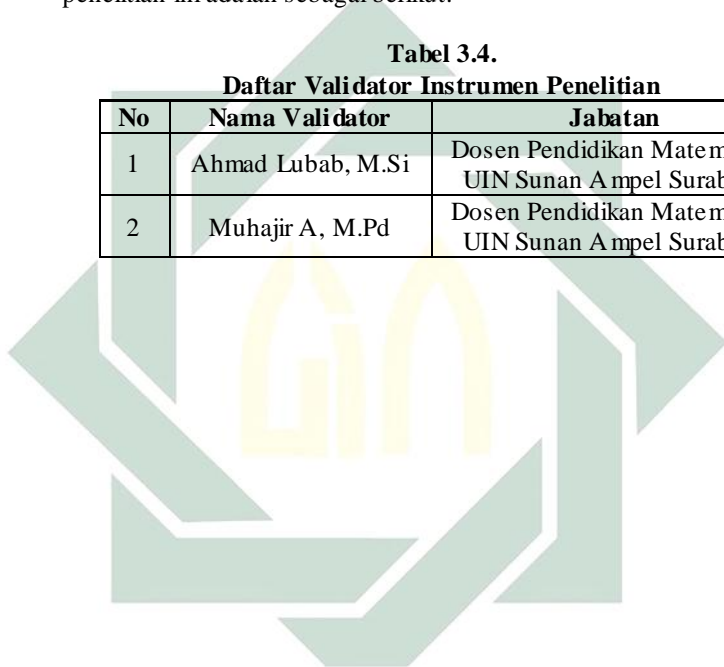 penelitian ini adalah sebagai berikut:
Tabel 3.4.
Daftar Validator Instrumen Penelitian
No Nama Validator Jabatan
1 Ahmad Lubab, M.Si Dosen Pendidikan Matem
UIN Sunan Ampel Surab
2 Muhajir A, M.Pd Dosen Pendidikan Matem
UIN Sunan Ampel Surab